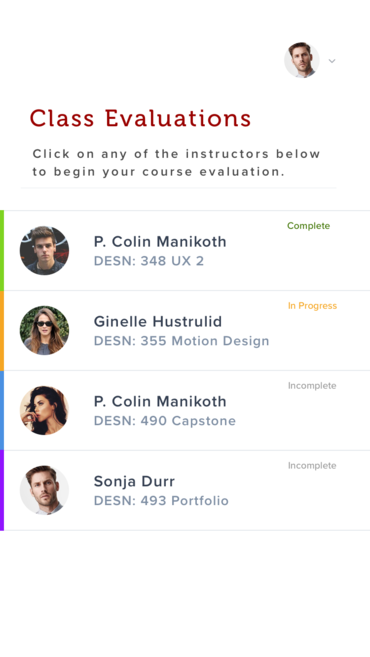 Class Evaluations
Click on any of the instructors below
to begin your course evaluation.
Complete
P. Colin Manikoth
DESN: 348 UX 2
In Progress
Ginelle Hustrulid
DESN: 355 Motion Design
Incomplete
P. Colin Manikoth
DESN: 490 Capstone
Incomplete
Sonja Durr
DESN: 493 Portfolio